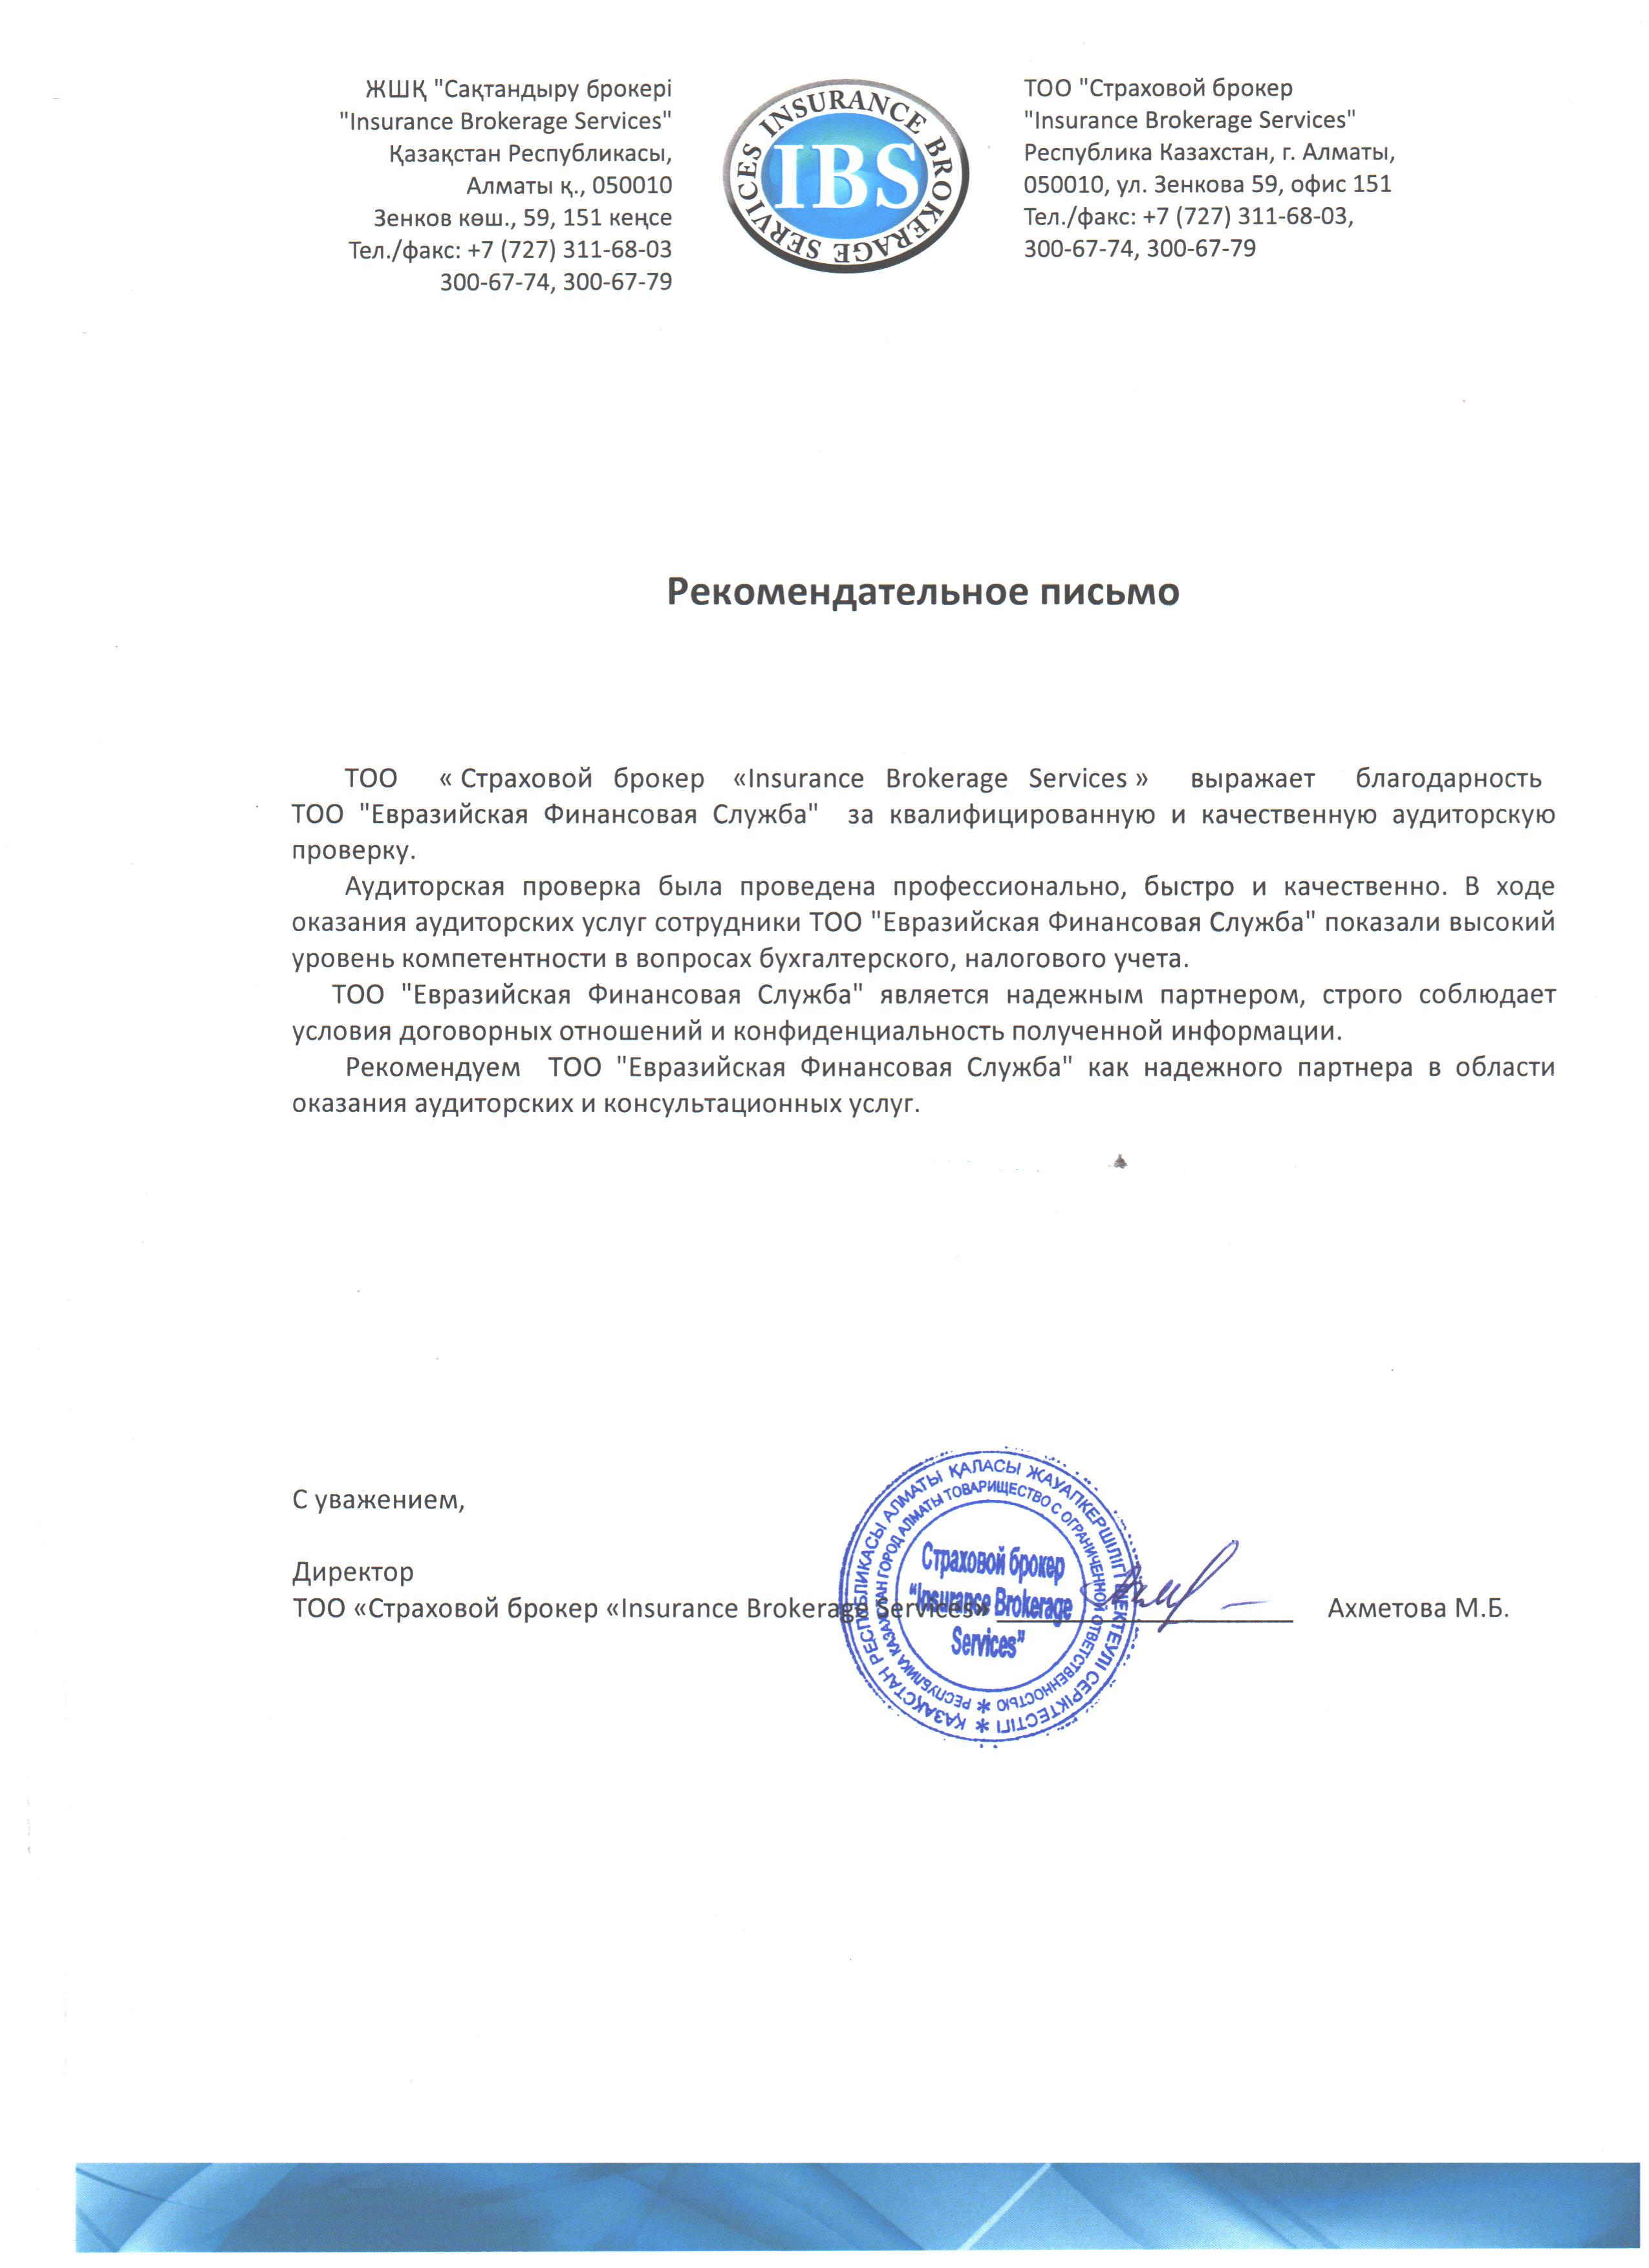 ЖШҚ "Сақтандыру брокері
"Insurance Brokerage Services"
Қазақстан Республикасы,
Алматы қ., 050010
Зенков көш., 59, 151 кеңсе
Тел./факс: +7 (727) 311-68-03
300-67-74, 300-67-79
INSURANCE BROKERAGE SERVICES
IBS
ТОО "Страховой брокер
"Insurance Brokerage Services"
Республика Казахстан, г. Алматы,
050010, ул. Зенкова 59, офис 151
Тел./факс: +7 (727) 311-68-03,
300-67-74, 300-67-79
Рекомендательное письмо
ТОО « Страховой брокер «Insurance Brokerage Services » выражает благодарность
ТОО "Евразийская Финансовая Служба" за квалифицированную и качественную аудиторскую
проверку.
Аудиторская проверка была проведена профессионально, быстро и качественно. В ходе
оказания аудиторских услуг сотрудники ТОО "Евразийская Финансовая Служба" показали высокий
уровень компетентности в вопросах бухгалтерского, налогового учета.
ТОО "Евразийская Финансовая Служба" является надежным партнером, строго соблюдает
условия договорных отношений и конфиденциальность полученной информации.
Рекомендуем ТОО "Евразийская Финансовая Служба" как надежного партнера в области
оказания аудиторских и консультационных услуг.
С уважением,
Директор
ТОО «Страховой брокер «Insurance Brokerage Services» ____________________ Ахметова М.Б.
ҚАЗАҚСТАН РЕСПУБЛИКАСЫ АЛМАТЫ ҚАЛАСЫ ЖАУАПКЕРШІЛІГІ ШЕКТЕУЛІ СЕРІКТЕСТІГІ
РЕСПУБЛИКА КАЗАХСТАН ГОРОД АЛМАТЫ ТОВАРИЩЕСТВО С ОГРАНИЧЕННОЙ ОТВЕТСТВЕННОСТЬЮ
Страховой брокер
"Insurance Brokerage
Services"